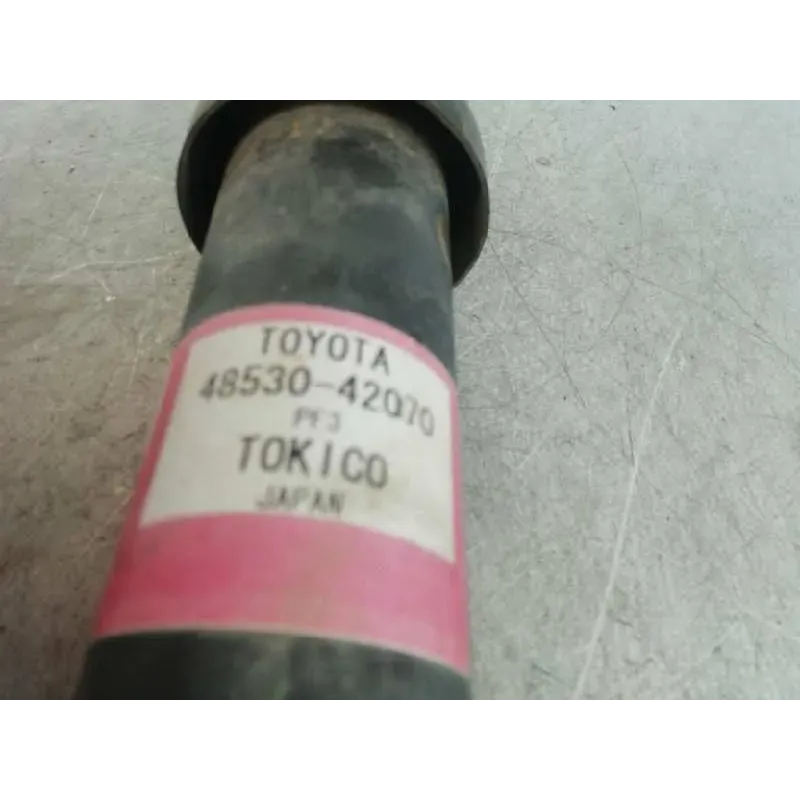 TOYOTA
48530-42070
PF3
TOKICO
JAPAN